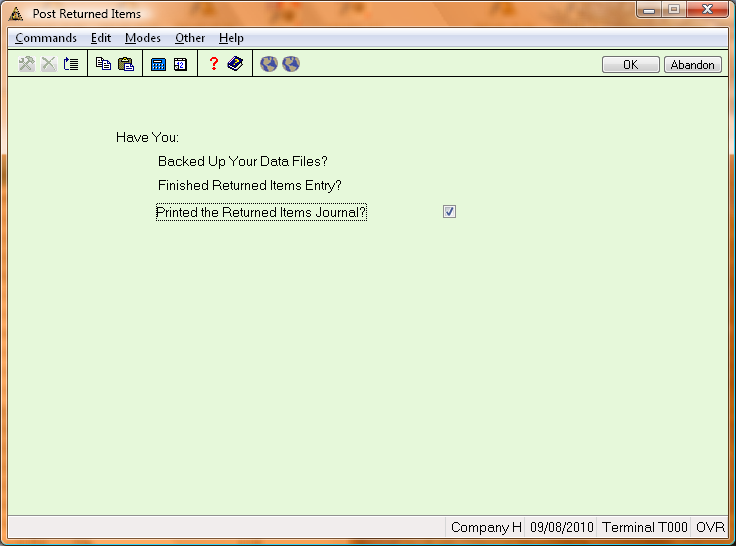 Post Returned Items
Commands Edit Modes Other Help
OK Abandon
Have You:
Backed Up Your Data Files?
Finished Returned Items Entry?
Printed the Returned Items Journal?
Company H 09/08/2010 Terminal T000 OVR